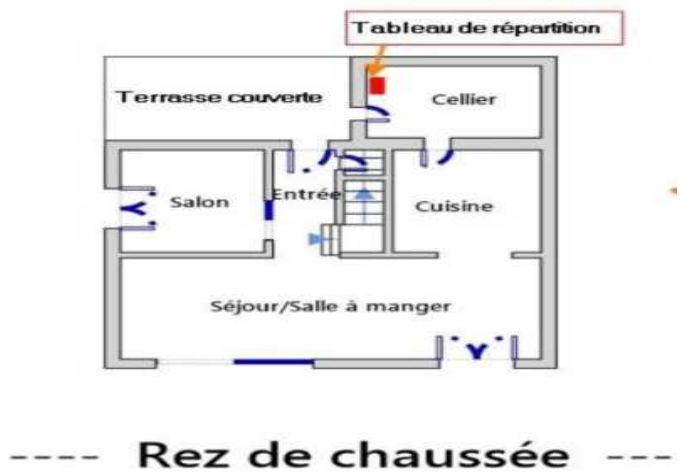 Tableau de répartition
Terrasse couverte
Cellier
Salon
Entrée
Cuisine
Séjour/Salle à manger
---- Rez de chaussée ---